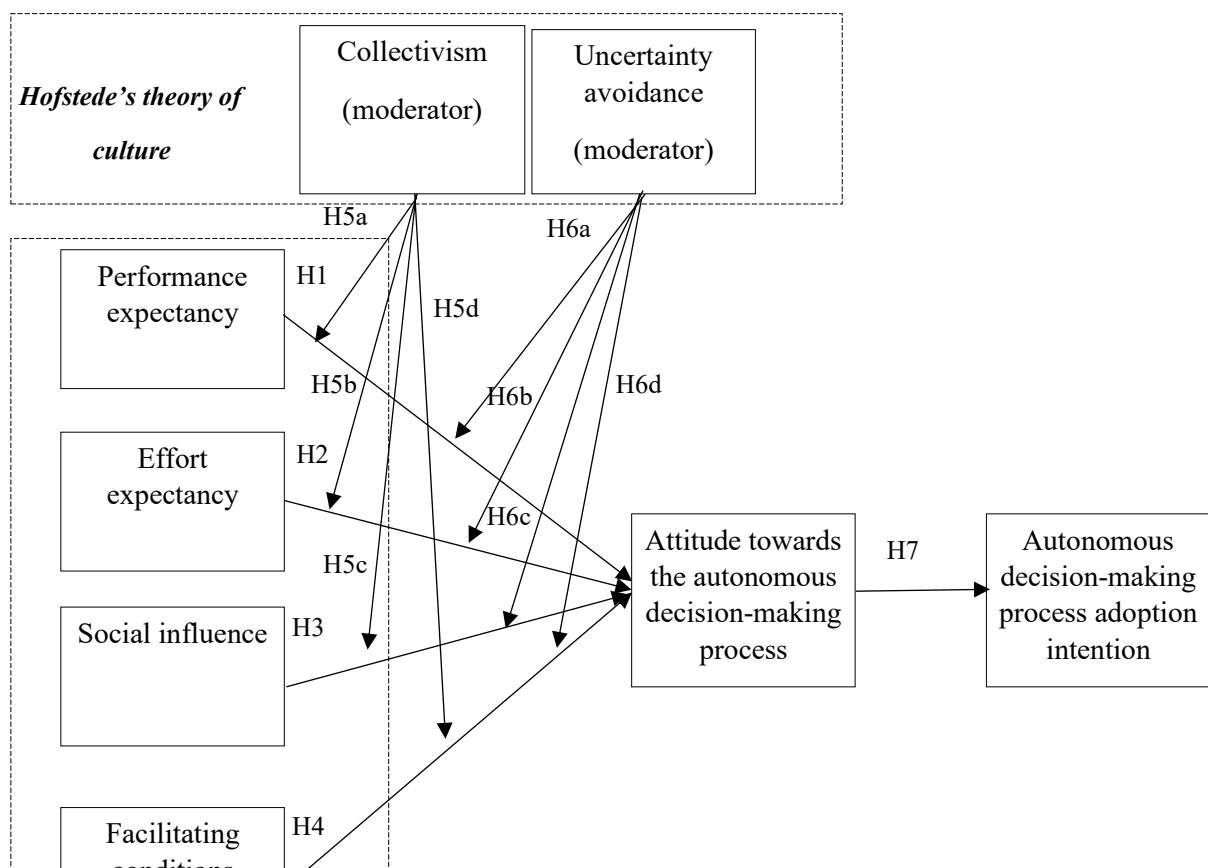 Collectivism
(moderator)
Uncertainty
avoidance
(moderator)
Hofstede’s theory of
culture
H5a
H6a
Performance
expectancy
H1
H5d
H5b
H6b
H6d
Effort
expectancy
H2
H6c
H5c
Attitude towards
the autonomous
decision-making
process
H7
Autonomous
decision-making
process adoption
intention
Social influence
H3
Facilitating
conditions
H4